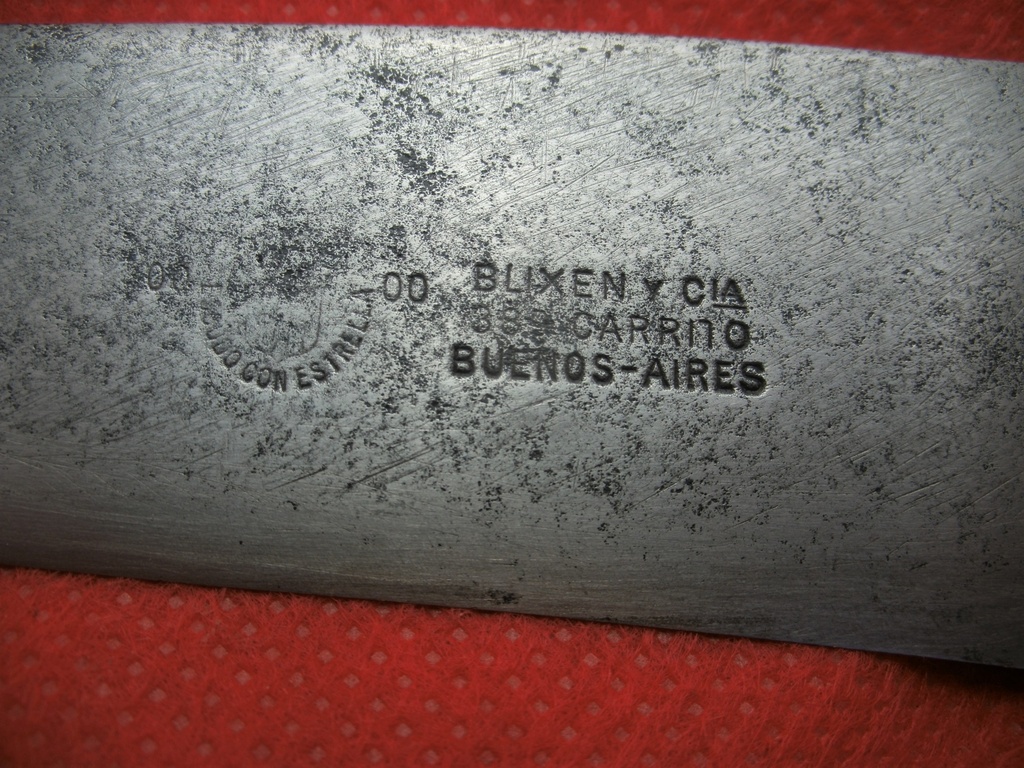 00 - - 00
CON ESTRELLA
BLIXEN Y CIA
CARRITO
BUENOS-AIRES